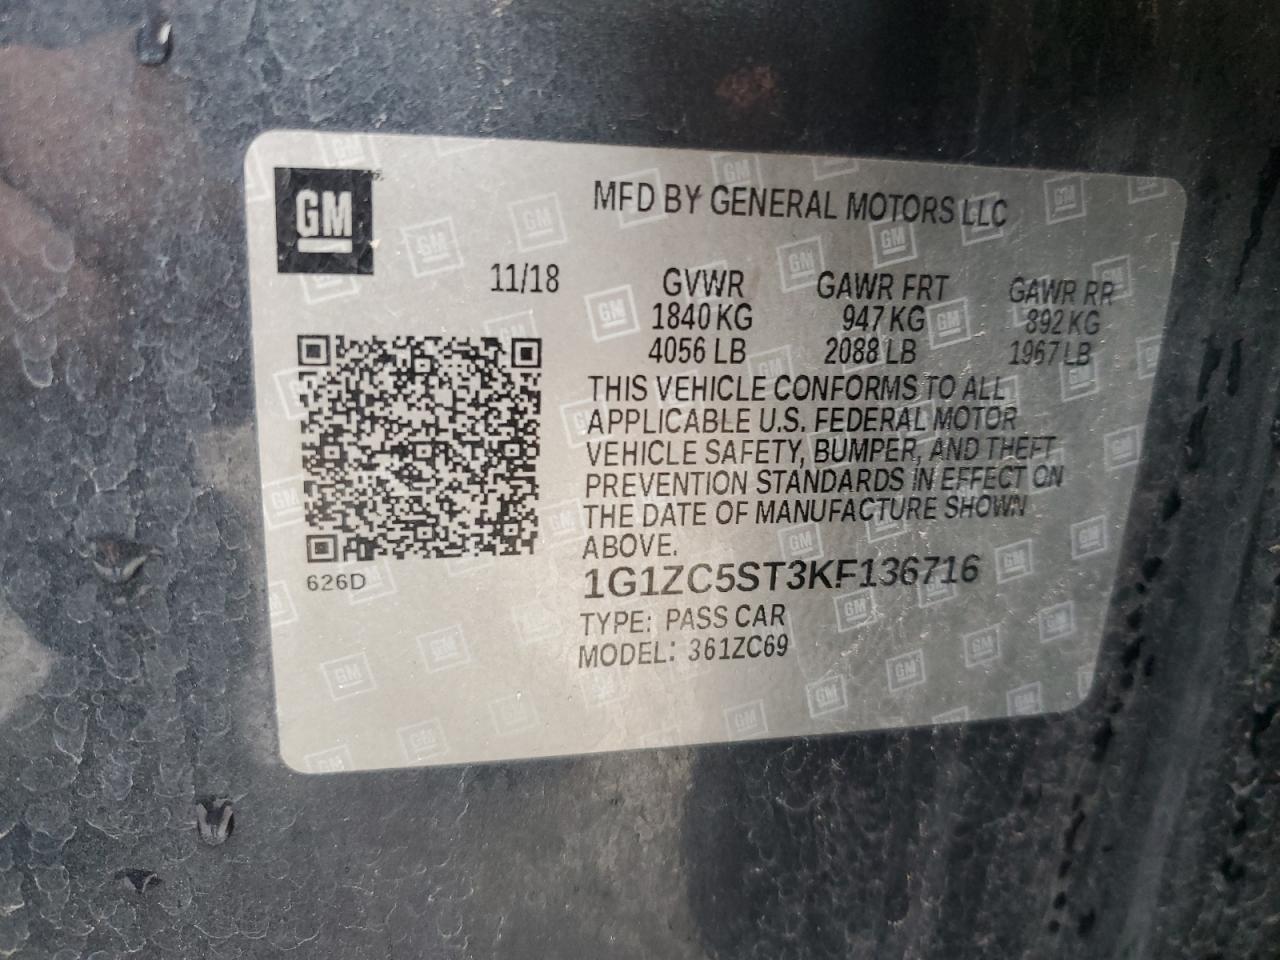 GM
MFD BY GENERAL MOTORS LLC
11/18 GVWR GAWR FRT GAWR RR
1840 KG 947 KG 892 KG
4056 LB 2088 LB 1967 LB
THIS VEHICLE CONFORMS TO ALL
APPLICABLE U.S. FEDERAL MOTOR
VEHICLE SAFETY, BUMPER, AND THEFT
PREVENTION STANDARDS IN EFFECT ON
THE DATE OF MANUFACTURE SHOWN
ABOVE.
626D
1G1ZC5ST3KF136716
TYPE: PASS CAR
MODEL: 361ZC69